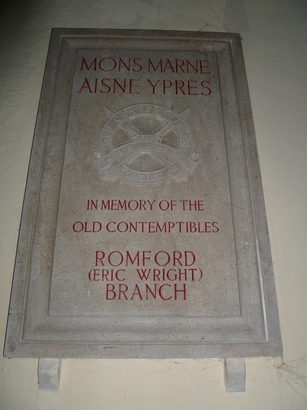 MONS·MARNE
AISNE·YPRES
IN MEMORY OF THE
OLD CONTEMPTIBLES
ROMFORD
(ERIC WRIGHT)
BRANCH